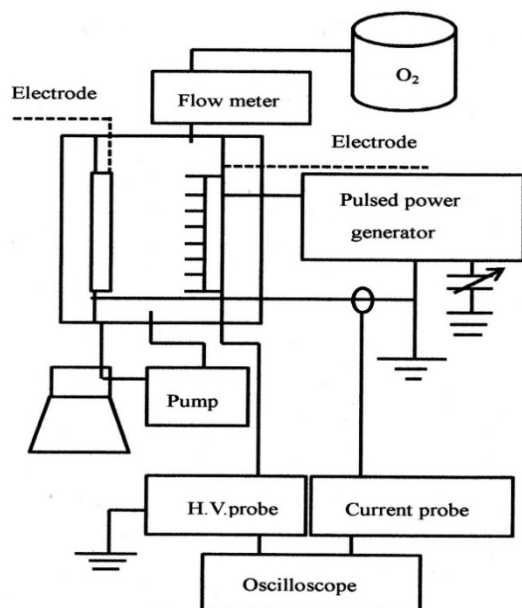 O₂
Flow meter
Electrode
Electrode
Pulsed power
generator
Pump
H.V.probe
Current probe
Oscilloscope